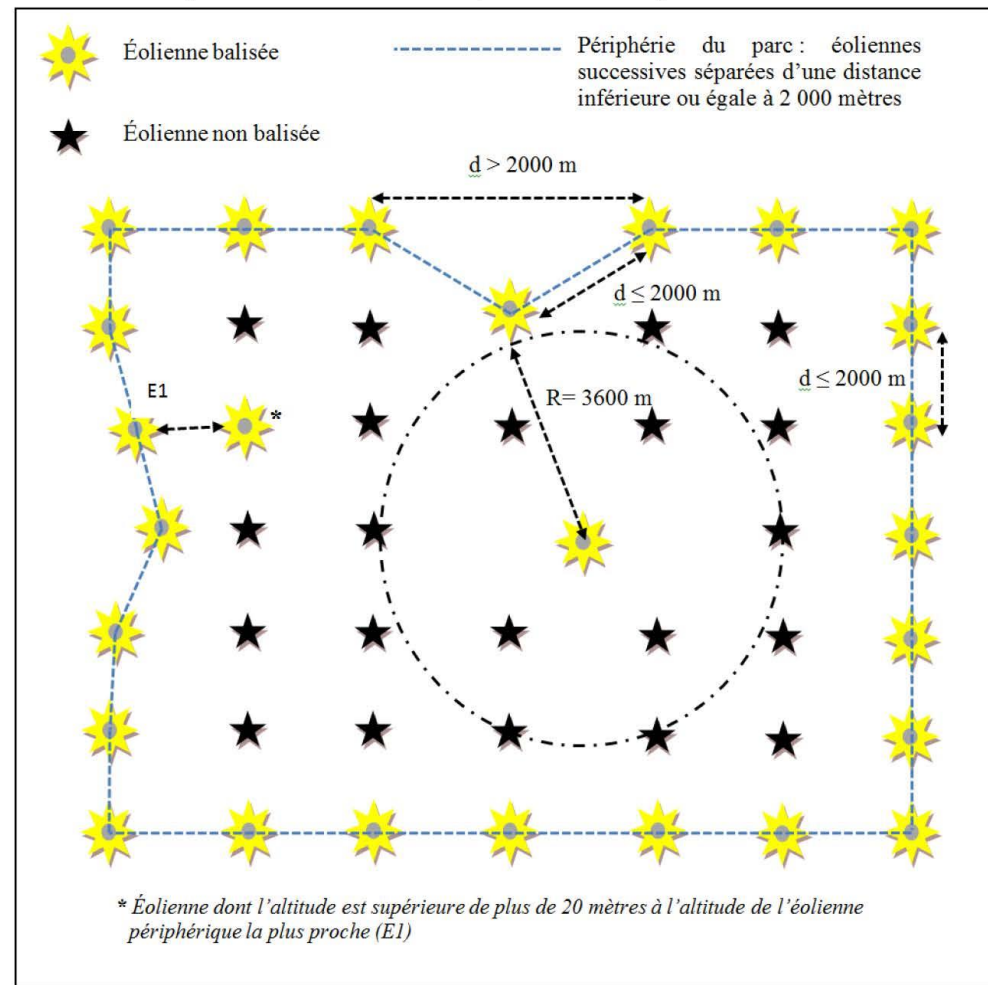 Éolienne balisée
Périphérie du parc : éoliennes
successives séparées d’une distance
inférieure ou égale à 2 000 mètres
Éolienne non balisée
d > 2000 m
d ≤ 2000 m
d ≤ 2000 m
E1
*
R= 3600 m
* Éolienne dont l’altitude est supérieure de plus de 20 mètres à l’altitude de l’éolienne
périphérique la plus proche (E1)